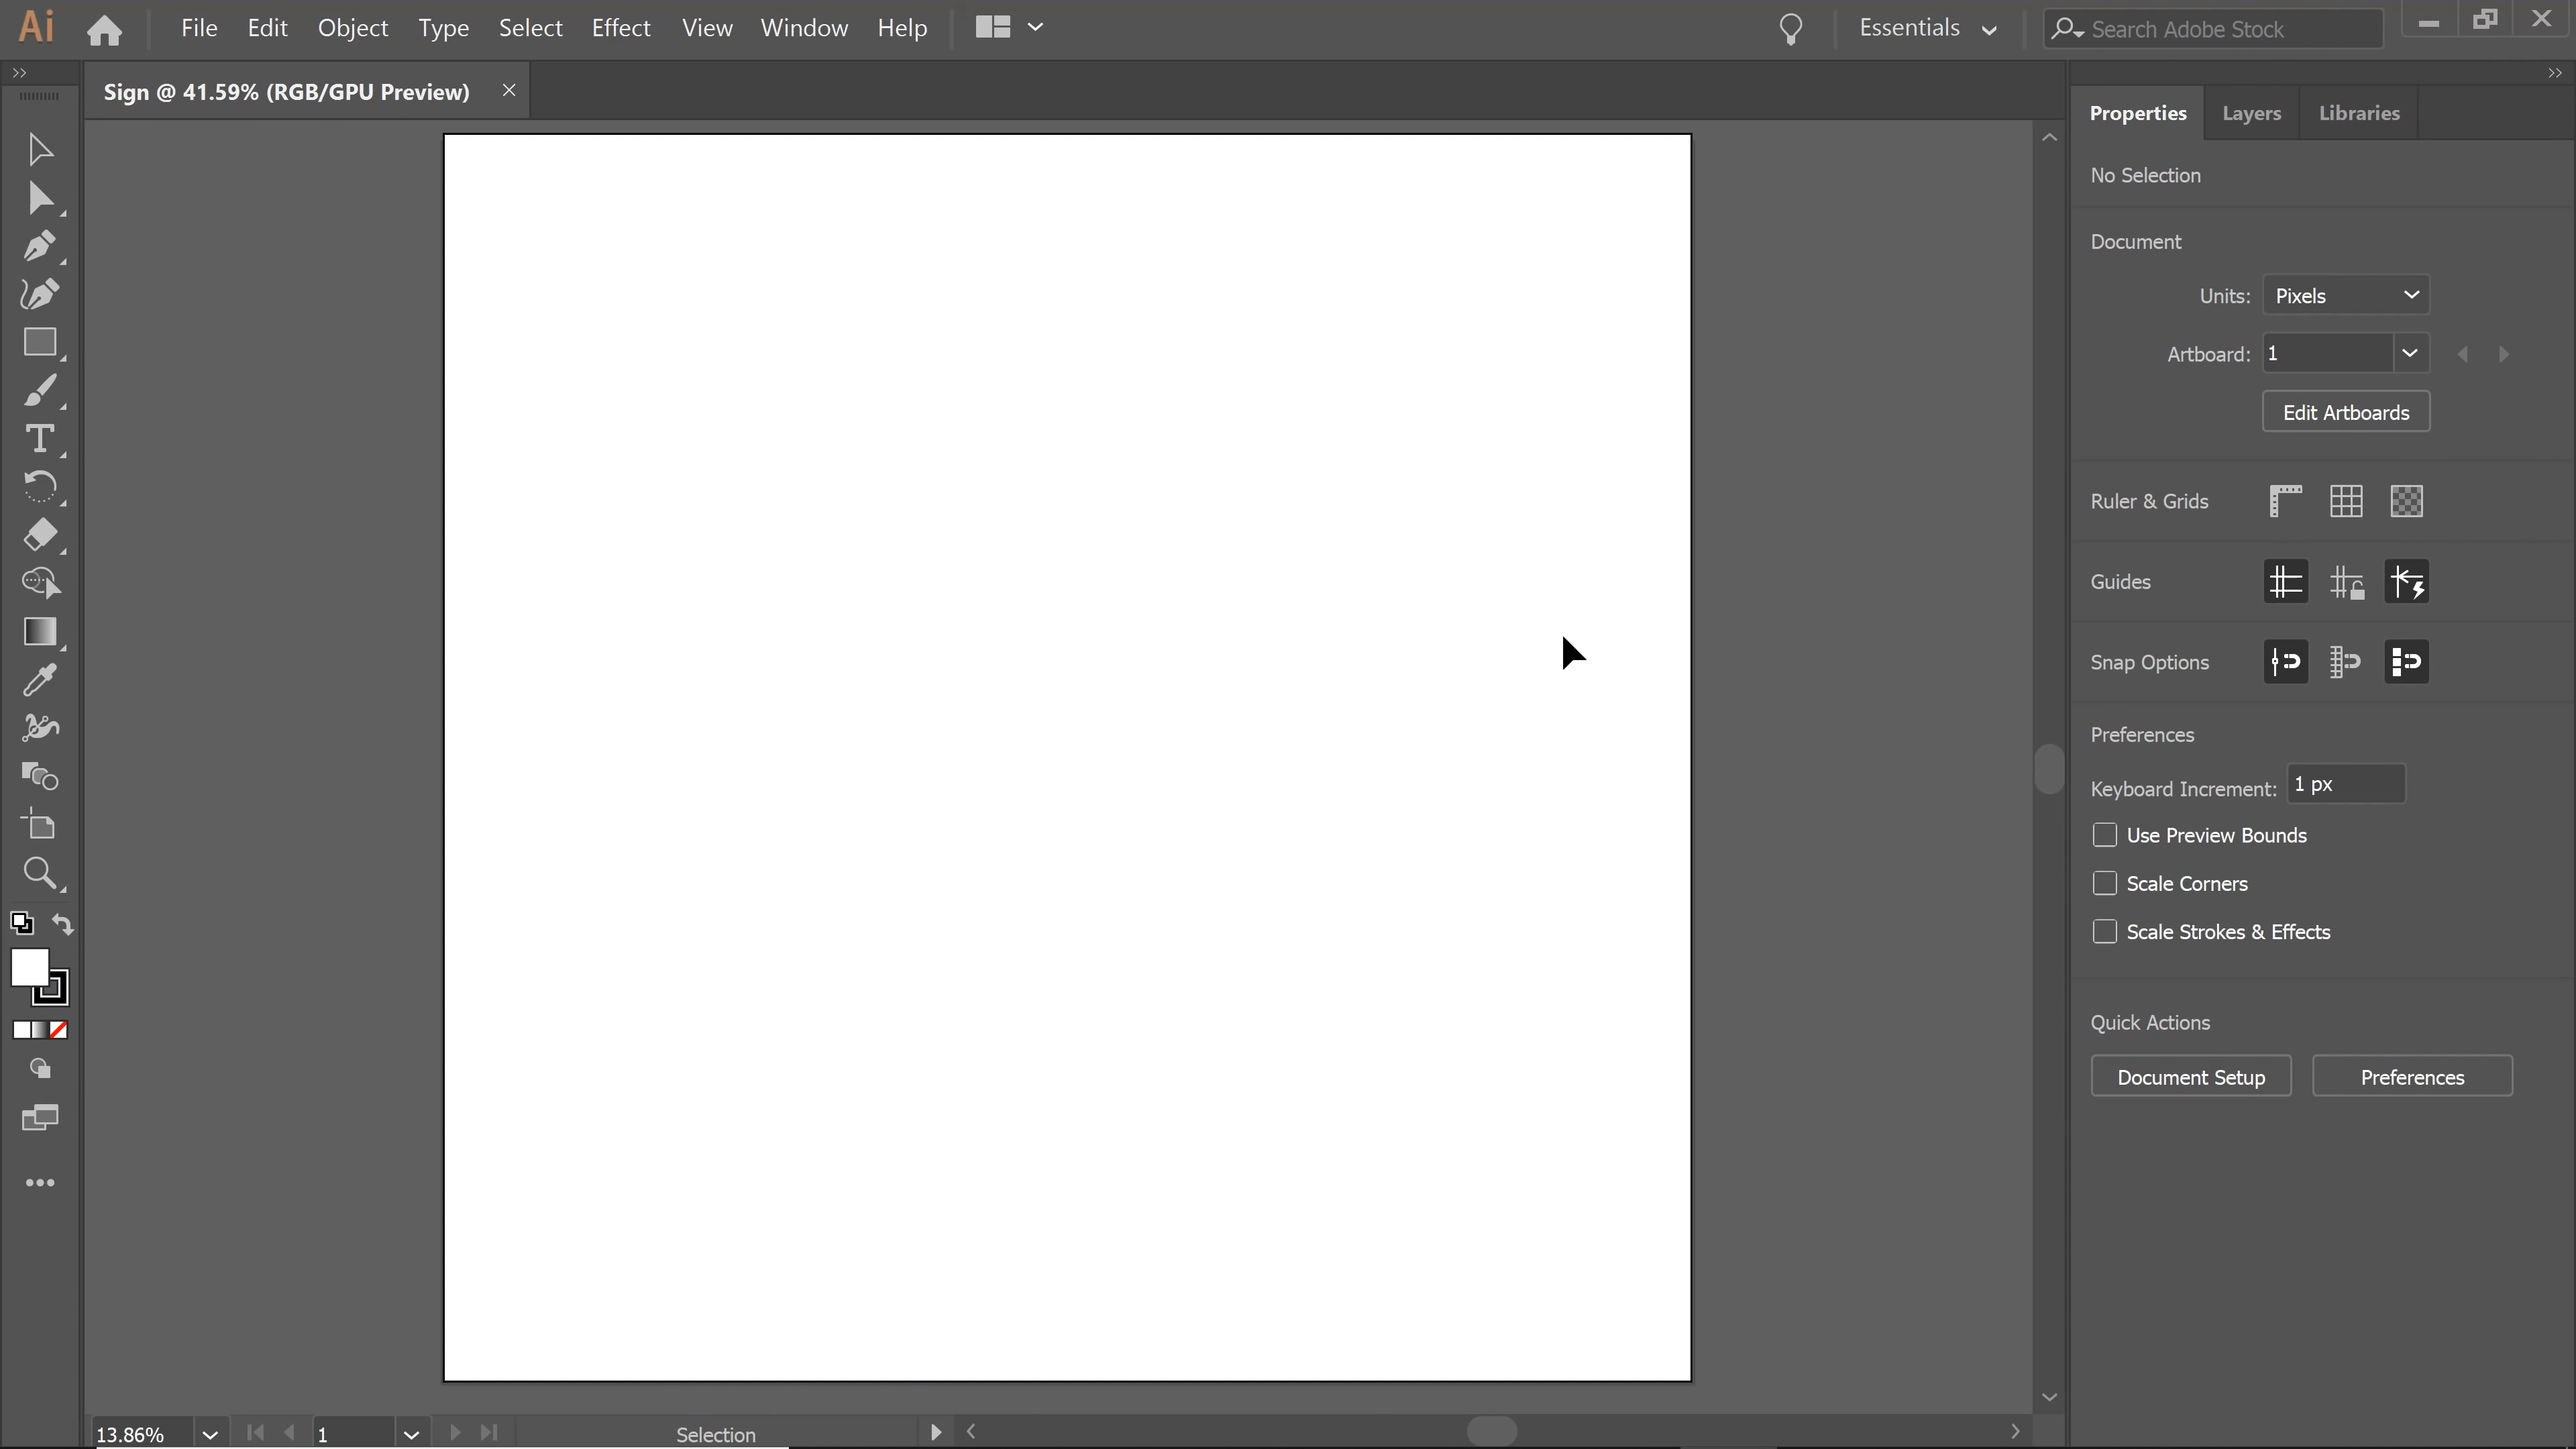 Ai File Edit Object Type Select Effect View Window Help Essentials Search Adobe Stock
Sign @ 41.59% (RGB/GPU Preview)
Properties Layers Libraries
No Selection
Document
Units: Pixels
Artboard: 1
Edit Artboards
Ruler & Grids
Guides
Snap Options
Preferences
Keyboard Increment: 1 px
Use Preview Bounds
Scale Corners
Scale Strokes & Effects
Quick Actions
Document Setup Preferences
13.86% 1 Selection